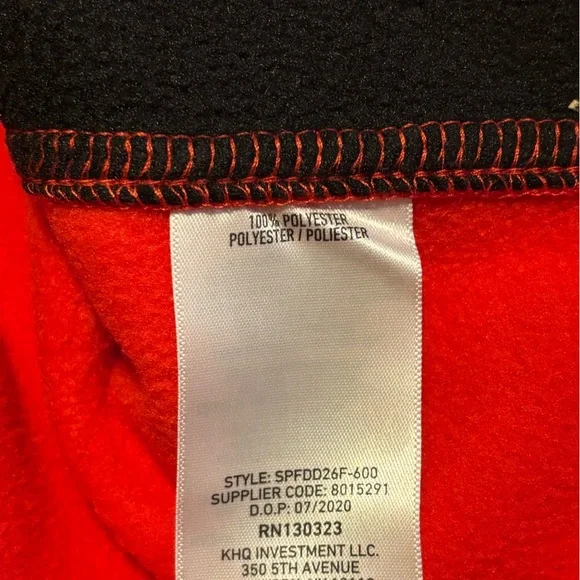 100% POLYESTER
POLYESTER / POLIESTER
STYLE: SPFDD26F-600
SUPPLIER CODE: 8015291
D.O.P: 07/2020
RN130323
KHQ INVESTMENT LLC.
350 5TH AVENUE